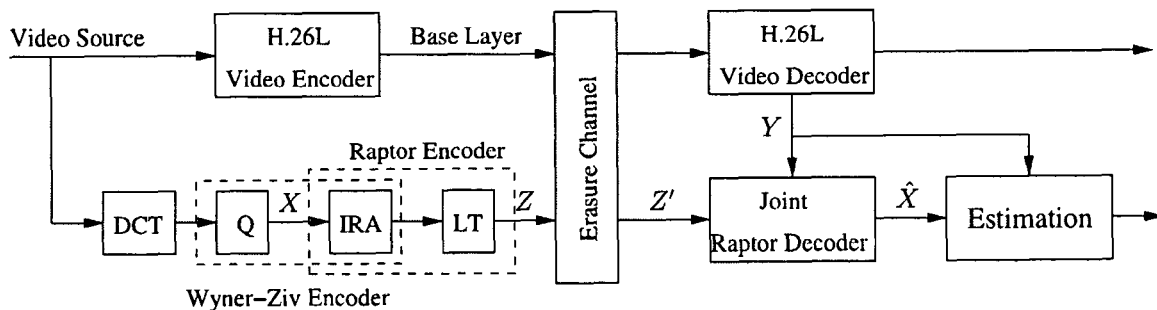 Video Source
H.26L
Video Encoder
Base Layer
Erasure Channel
H.26L
Video Decoder
Y
Raptor Encoder
DCT
Q
X
IRA
LT
Z
Z'
Joint
Raptor Decoder
X̂
Estimation
Wyner–Ziv Encoder